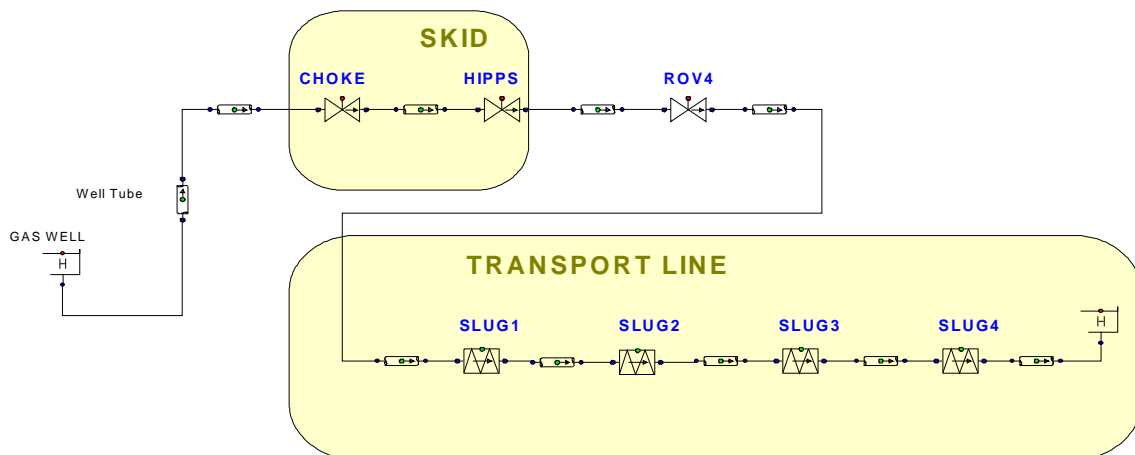 SKID
CHOKE
HIPPS
ROV4
Well Tube
GAS WELL
H
TRANSPORT LINE
H
SLUG1
SLUG2
SLUG3
SLUG4